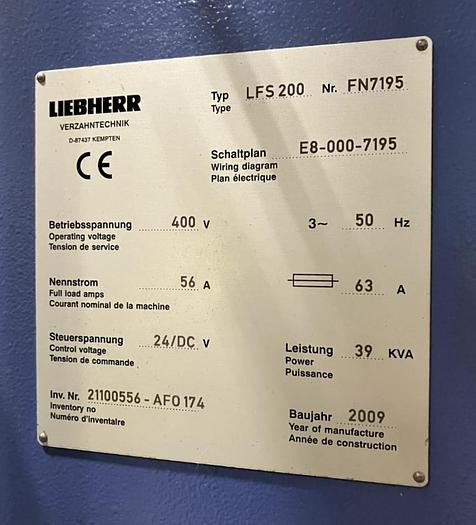 LIEBHERR
VERZAHNTECHNIK
D-87437 KEMPTEN
CE
Typ LFS 200 Nr. FN7195
Type
Schaltplan E8-000-7195
Wiring diagram
Plan électrique
Betriebsspannung 400 V 3~ 50 Hz
Operating voltage
Tension de service
Nennstrom 56 A 63 A
Full load amps
Courant nominal de la machine
Steuerspannung 24/DC V
Control voltage
Tension de commande
Leistung 39 KVA
Power
Puissance
Inv. Nr. 21100556 - AFO 174
Inventory no
Numéro d'inventaire
Baujahr 2009
Year of manufacture
Année de construction